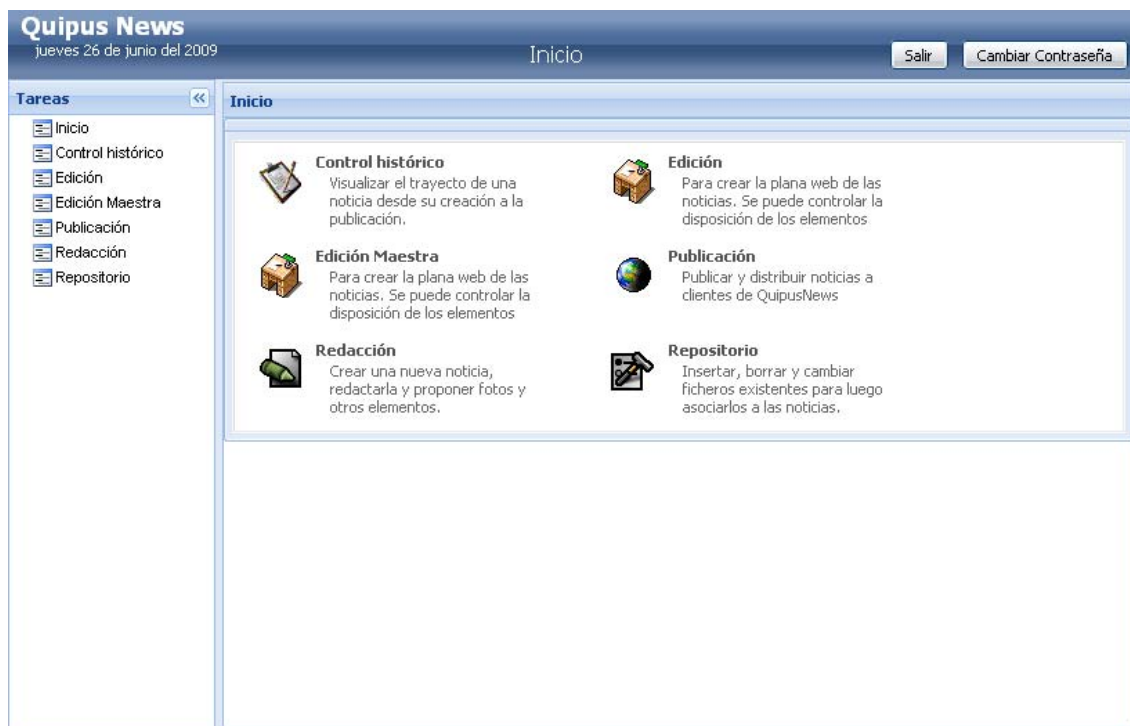 Quipus News
jueves 26 de junio del 2009
Inicio
Salir
Cambiar Contraseña
Tareas
Inicio
Control histórico
Edición
Edición Maestra
Publicación
Redacción
Repositorio
Inicio
Control histórico
Visualizar el trayecto de una
noticia desde su creación a la
publicación.
Edición
Para crear la plana web de las
noticias. Se puede controlar la
disposición de los elementos
Edición Maestra
Para crear la plana web de las
noticias. Se puede controlar la
disposición de los elementos
Publicación
Publicar y distribuir noticias a
clientes de QuipusNews
Redacción
Crear una nueva noticia,
redactarla y proponer fotos y
otros elementos.
Repositorio
Insertar, borrar y cambiar
ficheros existentes para luego
asociarlos a las noticias.